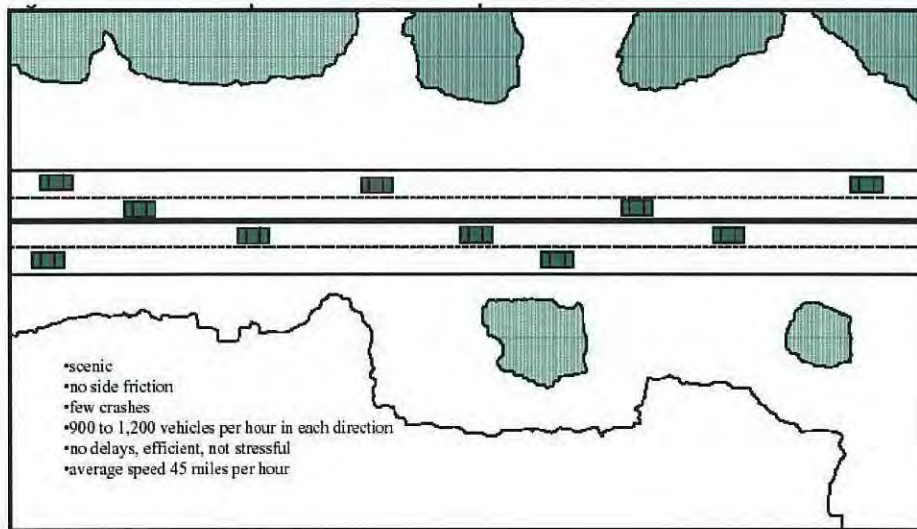 •scenic
•no side friction
•few crashes
•900 to 1,200 vehicles per hour in each direction
•no delays, efficient, not stressful
•average speed 45 miles per hour